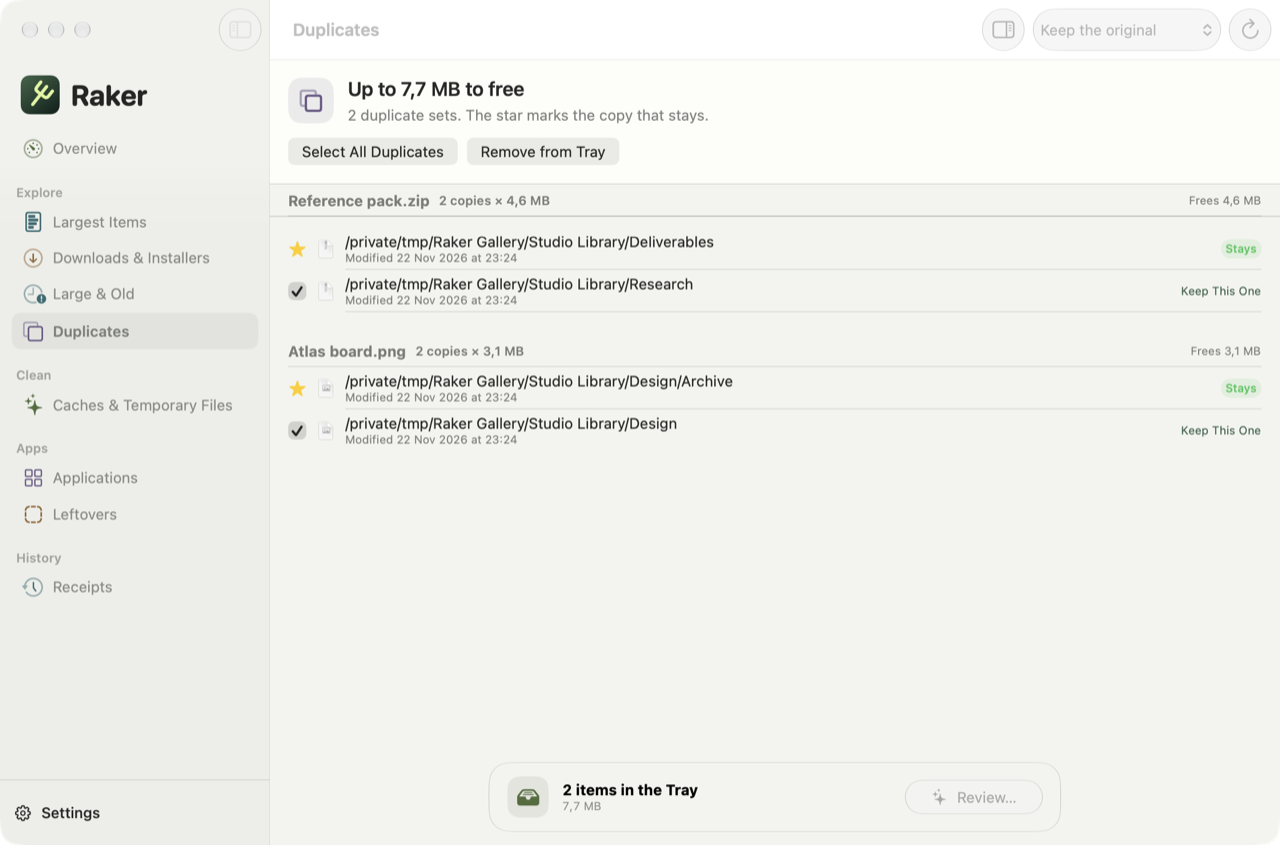 Duplicates
Keep the original
Raker
Overview
Explore
Largest Items
Downloads & Installers
Large & Old
Duplicates
Clean
Caches & Temporary Files
Apps
Applications
Leftovers
History
Receipts
Settings
Up to 7,7 MB to free
2 duplicate sets. The star marks the copy that stays.
Select All Duplicates
Remove from Tray
Reference pack.zip 2 copies × 4,6 MB Frees 4,6 MB
/private/tmp/Raker Gallery/Studio Library/Deliverables
Modified 22 Nov 2026 at 23:24
Stays
/private/tmp/Raker Gallery/Studio Library/Research
Modified 22 Nov 2026 at 23:24
Keep This One
Atlas board.png 2 copies × 3,1 MB Frees 3,1 MB
/private/tmp/Raker Gallery/Studio Library/Design/Archive
Modified 22 Nov 2026 at 23:24
Stays
/private/tmp/Raker Gallery/Studio Library/Design
Modified 22 Nov 2026 at 23:24
Keep This One
2 items in the Tray
7,7 MB
Review...